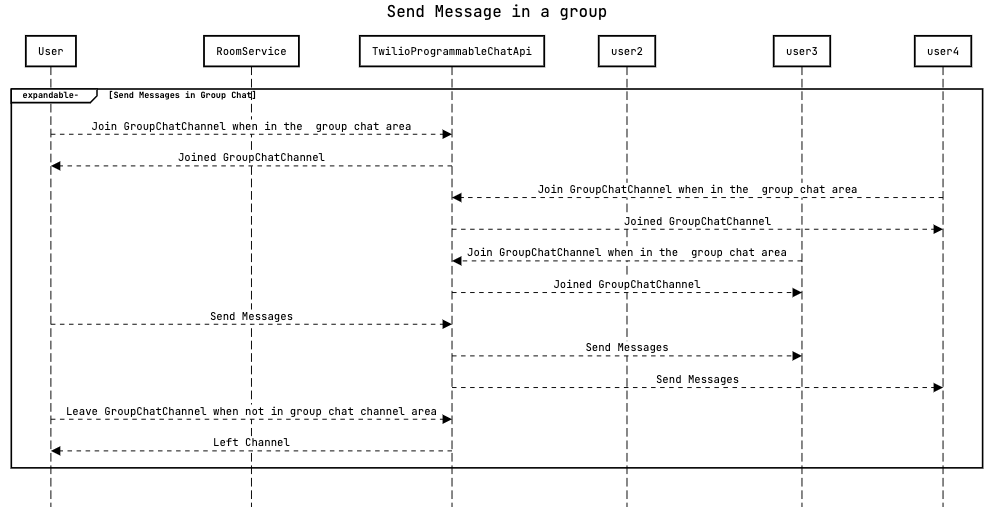 Send Message in a group
User RoomService TwilioProgrammableChatApi user2 user3 user4
expandable- [Send Messages in Group Chat]
Join GroupChatChannel when in the  group chat area
Joined GroupChatChannel
Join GroupChatChannel when in the  group chat area
Joined GroupChatChannel
Join GroupChatChannel when in the  group chat area
Joined GroupChatChannel
Send Messages
Send Messages
Send Messages
Leave GroupChatChannel when not in group chat channel area
Left Channel